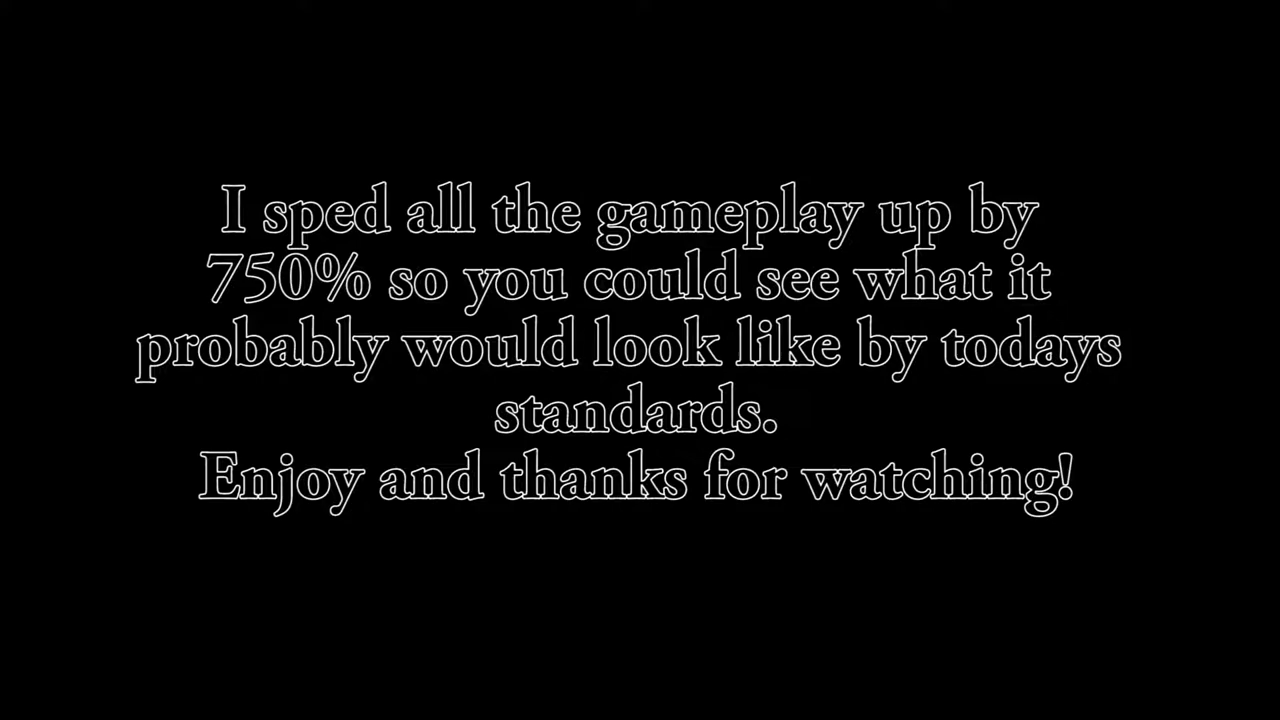 I sped all the gameplay up by
750% so you could see what it
probably would look like by todays
standards.
Enjoy and thanks for watching!